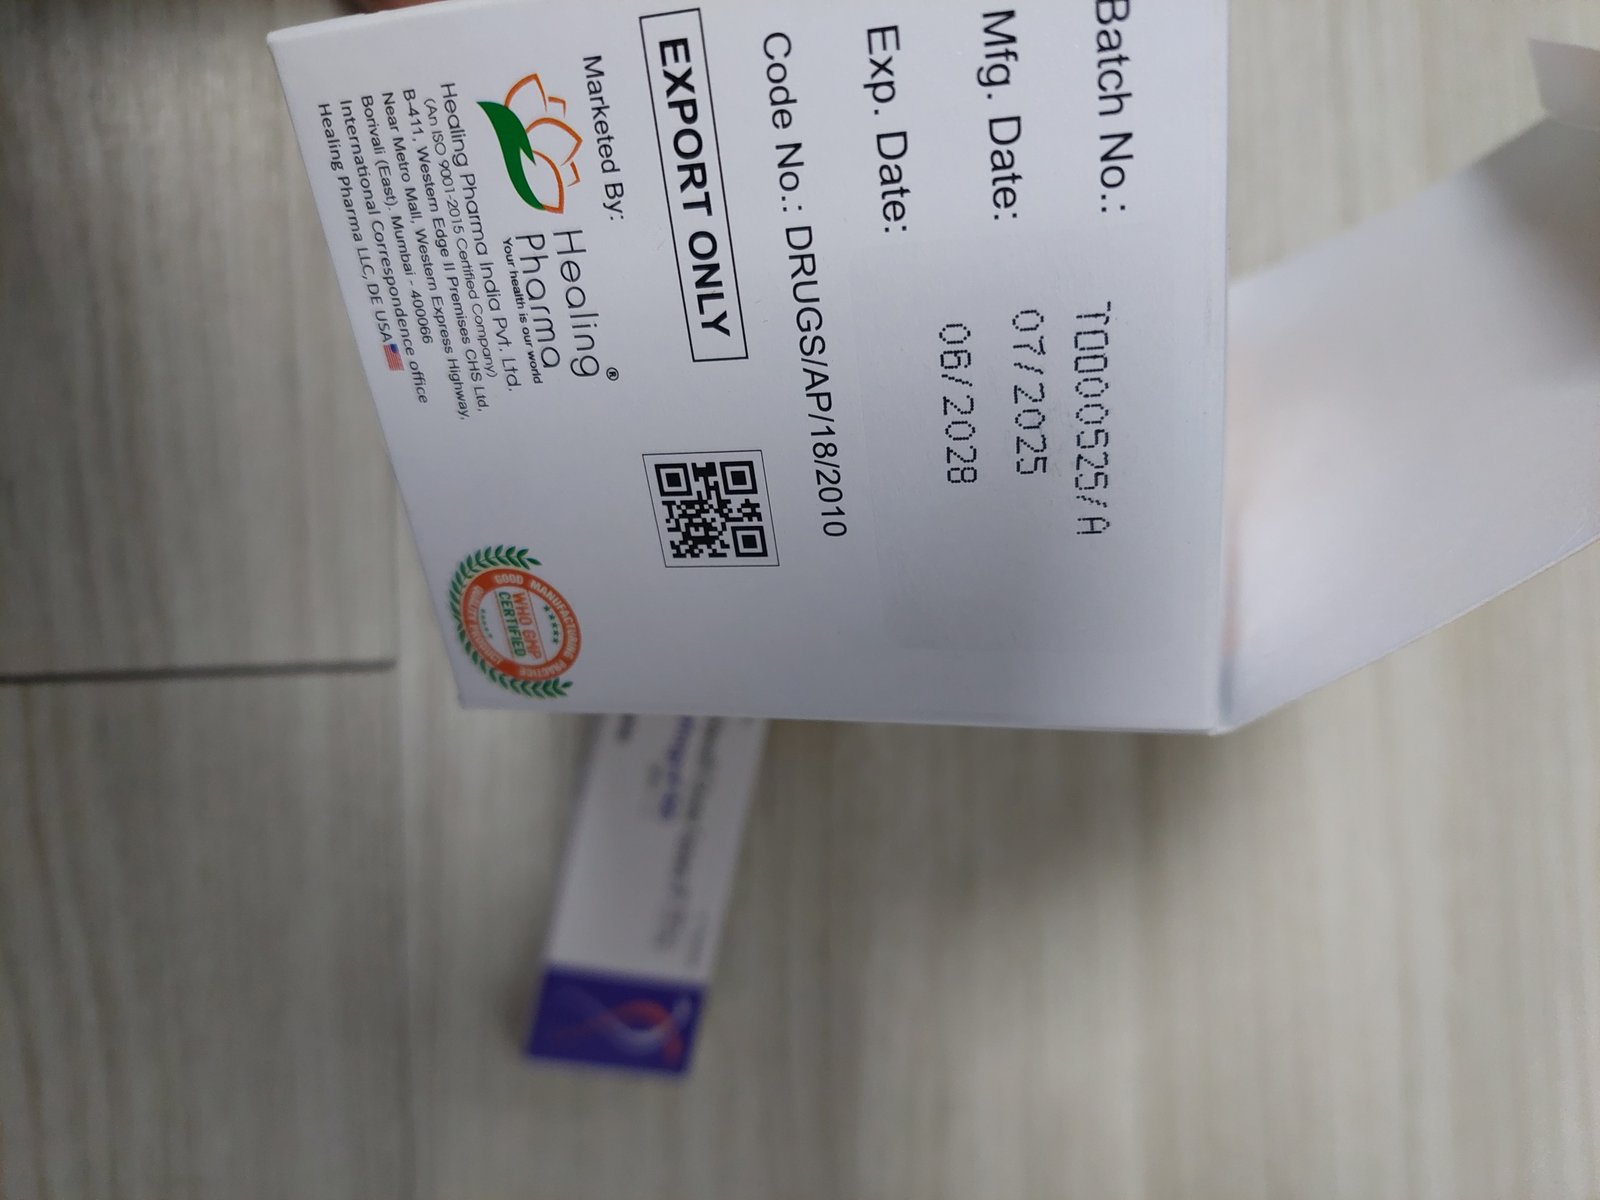 Batch No.: T0000525/A
Mfg. Date: 07/2025
Exp. Date: 06/2028
Code No.: DRUGS/AP/18/2010
EXPORT ONLY
Marketed By:
Healing
Pharma®
Your health is our world
Healing Pharma India Pvt. Ltd.
(An ISO 9001-2015 Certified Company)
B-411, Western Edge II Premises CHS Ltd,
Near Metro Mall, Western Express Highway,
Borivali (East). Mumbai - 400066
International Correspondence office
Healing Pharma LLC, DE USA
GOOD MANUFACTURING PRACTICE
WHO GMP
CERTIFIED